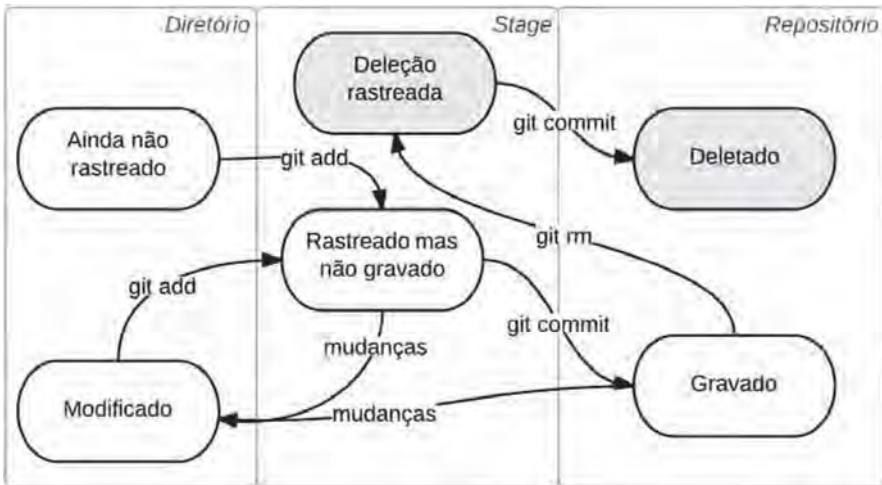 Diretório
Stage
Repositório
Deleção
rastreada
git commit
Ainda não
rastreado
git add
Deletado
Rastreado mas
não gravado
git rm
git add
git commit
mudanças
Modificado
mudanças
Gravado